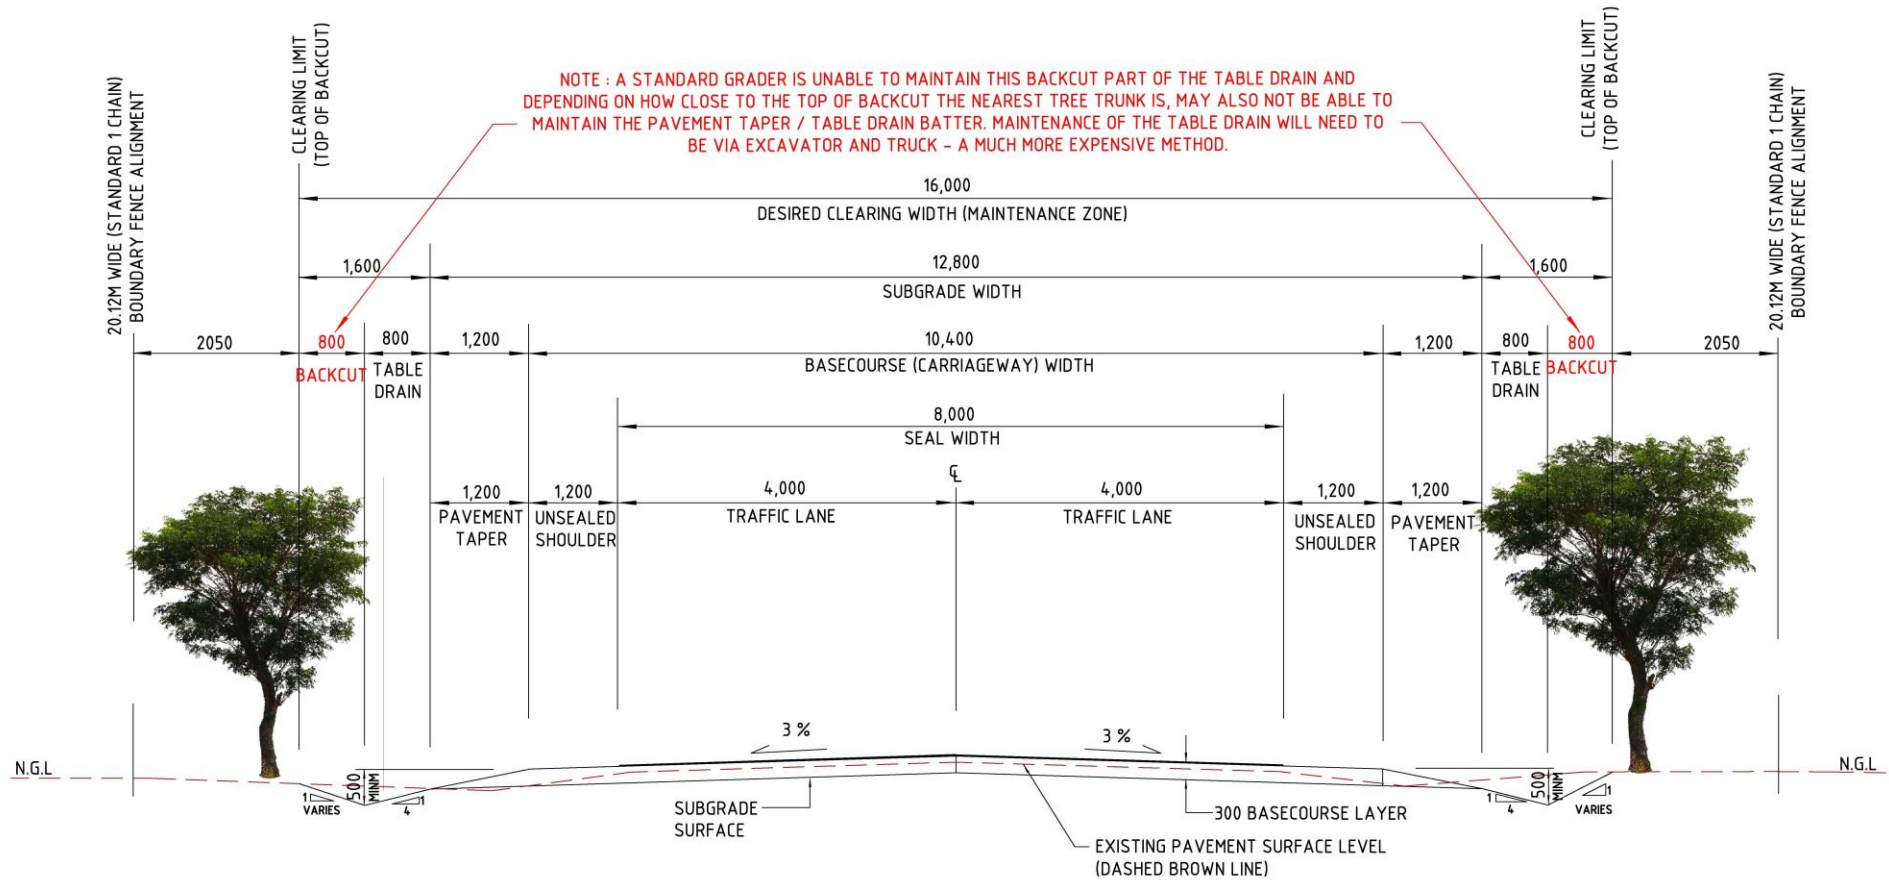 20.12M WIDE (STANDARD 1 CHAIN)
BOUNDARY FENCE ALIGNMENT
CLEARING LIMIT
(TOP OF BACKCUT)
NOTE : A STANDARD GRADER IS UNABLE TO MAINTAIN THIS BACKCUT PART OF THE TABLE DRAIN AND
DEPENDING ON HOW CLOSE TO THE TOP OF BACKCUT THE NEAREST TREE TRUNK IS, MAY ALSO NOT BE ABLE TO
MAINTAIN THE PAVEMENT TAPER / TABLE DRAIN BATTER. MAINTENANCE OF THE TABLE DRAIN WILL NEED TO
BE VIA EXCAVATOR AND TRUCK - A MUCH MORE EXPENSIVE METHOD.
CLEARING LIMIT
(TOP OF BACKCUT)
20.12M WIDE (STANDARD 1 CHAIN)
BOUNDARY FENCE ALIGNMENT
16,000
DESIRED CLEARING WIDTH (MAINTENANCE ZONE)
1,600
12,800
1,600
SUBGRADE WIDTH
2050
800
800
1,200
10,400
1,200
800
800
2050
BACKCUT
TABLE
DRAIN
BASECOURSE (CARRIAGEWAY) WIDTH
TABLE
DRAIN
BACKCUT
8,000
SEAL WIDTH
℄
1,200
1,200
4,000
4,000
1,200
1,200
PAVEMENT
TAPER
UNSEALED
SHOULDER
TRAFFIC LANE
TRAFFIC LANE
UNSEALED
SHOULDER
PAVEMENT
TAPER
3 %
3 %
N.G.L
N.G.L
500
MINM
500
MINM
1
VARIES
1
4
1
4
1
VARIES
SUBGRADE
SURFACE
300 BASECOURSE LAYER
EXISTING PAVEMENT SURFACE LEVEL
(DASHED BROWN LINE)